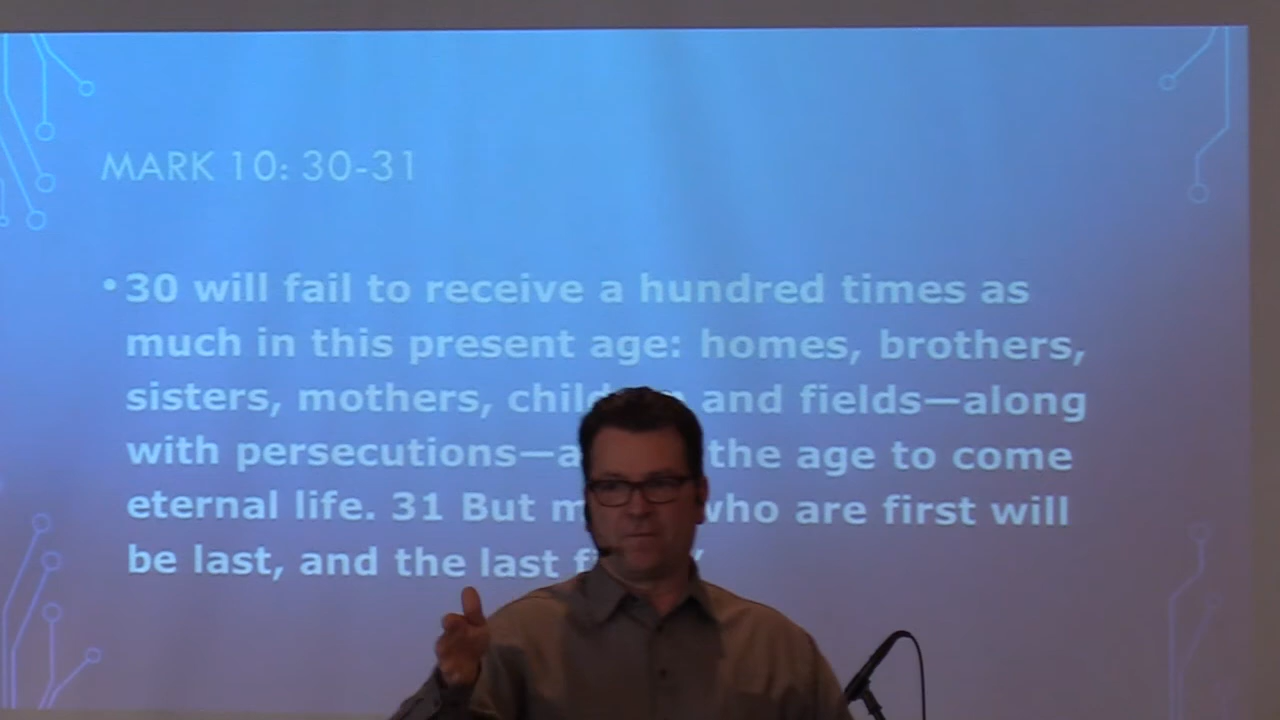 MARK 10: 30-31
• 30 will fail to receive a hundred times as
much in this present age: homes, brothers,
sisters, mothers, and fields—along
with persecutions— the age to come
eternal life. 31 But who are first will
be last, and the last